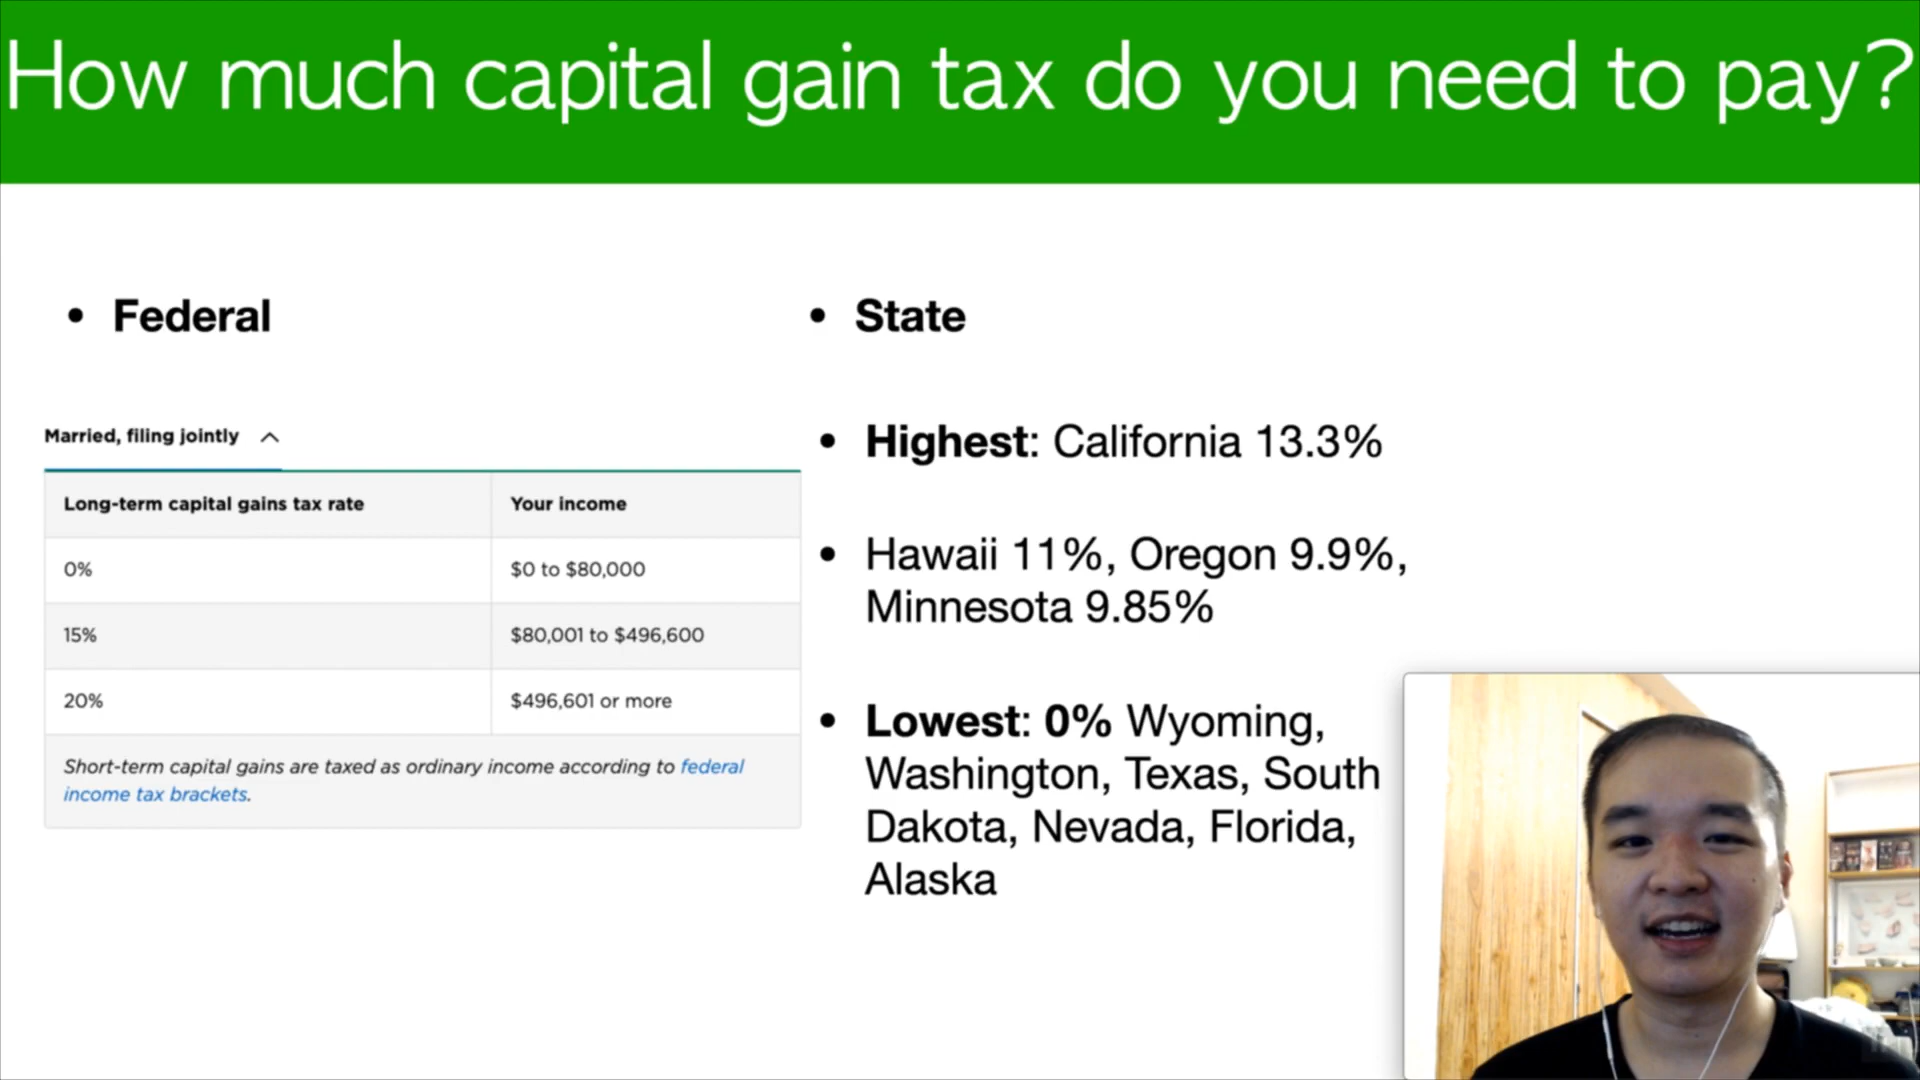 How much capital gain tax do you need to pay?
• Federal
Married, filing jointly
Long-term capital gains tax rate Your income
0% $0 to $80,000
15% $80,001 to $496,600
20% $496,601 or more
Short-term capital gains are taxed as ordinary income according to federal
income tax brackets.
• State
• Highest: California 13.3%
• Hawaii 11%, Oregon 9.9%,
Minnesota 9.85%
• Lowest: 0% Wyoming,
Washington, Texas, South
Dakota, Nevada, Florida,
Alaska